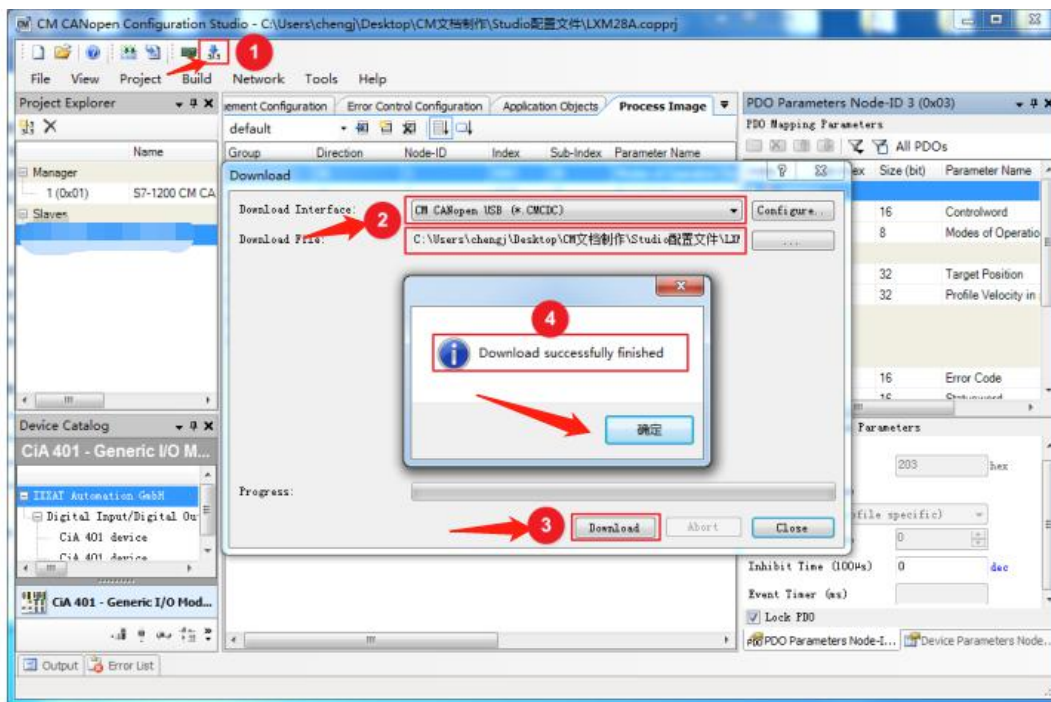 CM CANopen Configuration Studio - C:\Users\chengj\Desktop\CM文档制作\Studio配置文件\LXM28A.copprj
1
File View Project Build Network Tools Help
Project Explorer
ement Configuration Error Control Configuration Application Objects Process Image
PDO Parameters Node-ID 3 (0x03)
default
PDO Mapping Parameters
All PDOs
Name
Group Direction Node-ID Index Sub-Index Parameter Name
ex Size (bit) Parameter Name
Manager
1 (0x01) S7-1200 CM CA
Slaves
Download
Download Interface:
2
CM CANopen USB (*.CMCDC)
Configure...
Download File:
C:\Users\chengj\Desktop\CM文档制作\Studio配置文件\LXM
...
16 Controlword
8 Modes of Operatio
32 Target Position
32 Profile Velocity in
4
Download successfully finished
确定
16 Error Code
16 Statusword
Device Catalog
CiA 401 - Generic I/O M...
IXXAT Automation GmbH
Digital Input/Digital Ou
CiA 401 device
CiA 401 device
CiA 401 - Generic I/O Mod...
Progress:
3
Download
Abort
Close
Parameters
203 hex
ofile specific)
0
Inhibit Time (100µs) 0 dec
Event Timer (ms)
Lock PDO
PDO Parameters Node-I... Device Parameters Node...
Output Error List